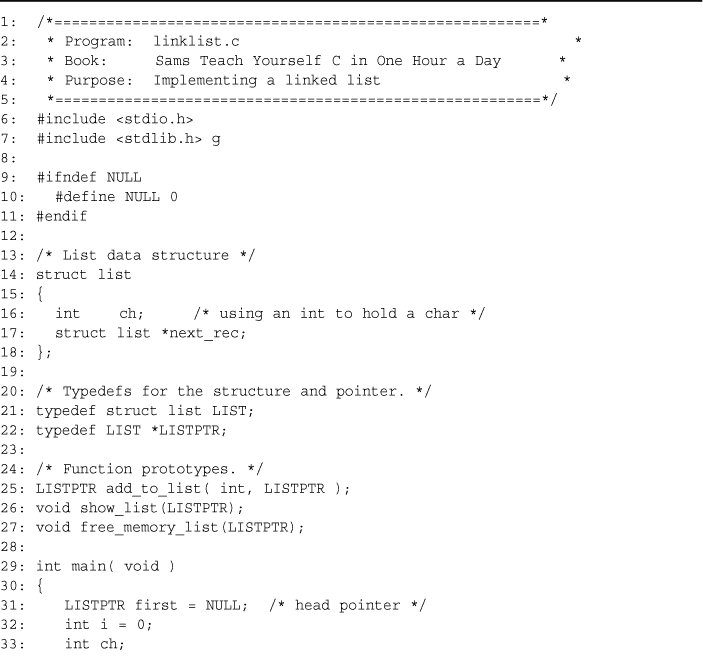 1:  /*========================================================*
2:   * Program:  linklist.c                                   *
3:   * Book:     Sams Teach Yourself C in One Hour a Day      *
4:   * Purpose:  Implementing a linked list                   *
5:   *========================================================*/
6:  #include <stdio.h>
7:  #include <stdlib.h> g
8:
9:  #ifndef NULL
10:   #define NULL 0
11: #endif
12:
13: /* List data structure */
14: struct list
15: {
16:   int    ch;     /* using an int to hold a char */
17:   struct list *next_rec;
18: };
19:
20: /* Typedefs for the structure and pointer. */
21: typedef struct list LIST;
22: typedef LIST *LISTPTR;
23:
24: /* Function prototypes. */
25: LISTPTR add_to_list( int, LISTPTR );
26: void show_list(LISTPTR);
27: void free_memory_list(LISTPTR);
28:
29: int main( void )
30: {
31:    LISTPTR first = NULL;  /* head pointer */
32:    int i = 0;
33:    int ch;